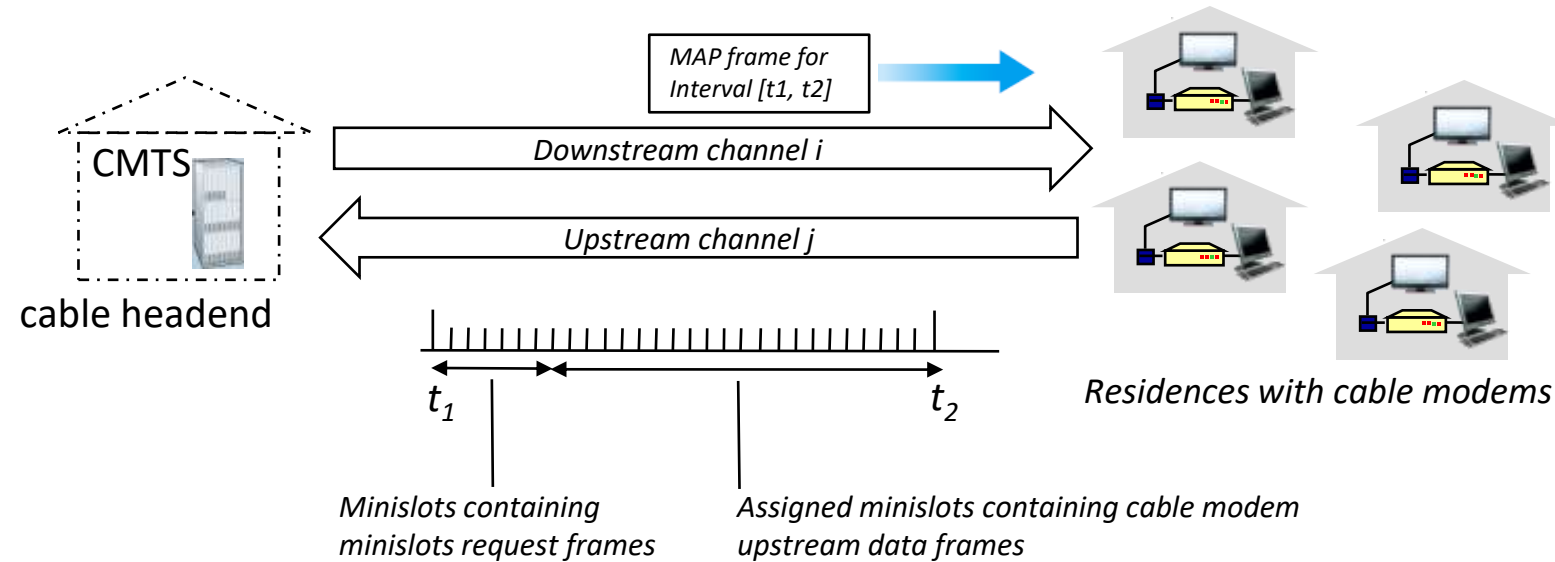 MAP frame for
Interval [t1, t2]
Downstream channel i
CMTS
Upstream channel j
cable headend
t1
t2
Residences with cable modems
Minislots containing
minislots request frames
Assigned minislots containing cable modem
upstream data frames